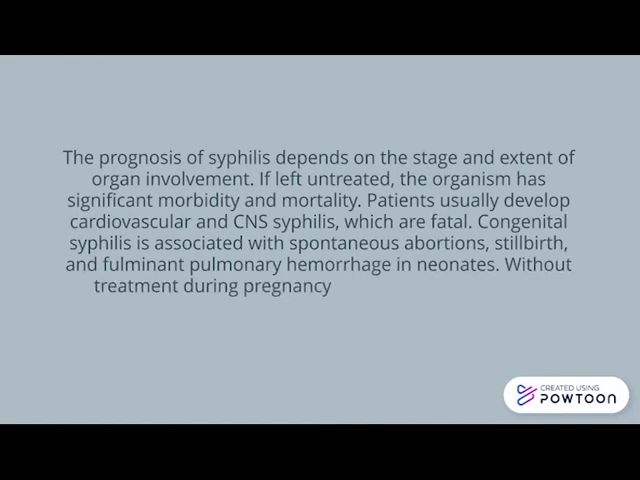 The prognosis of syphilis depends on the stage and extent of
organ involvement. If left untreated, the organism has
significant morbidity and mortality. Patients usually develop
cardiovascular and CNS syphilis, which are fatal. Congenital
syphilis is associated with spontaneous abortions, stillbirth,
and fulminant pulmonary hemorrhage in neonates. Without
treatment during pregnancy
CREATED USING
POWTOON